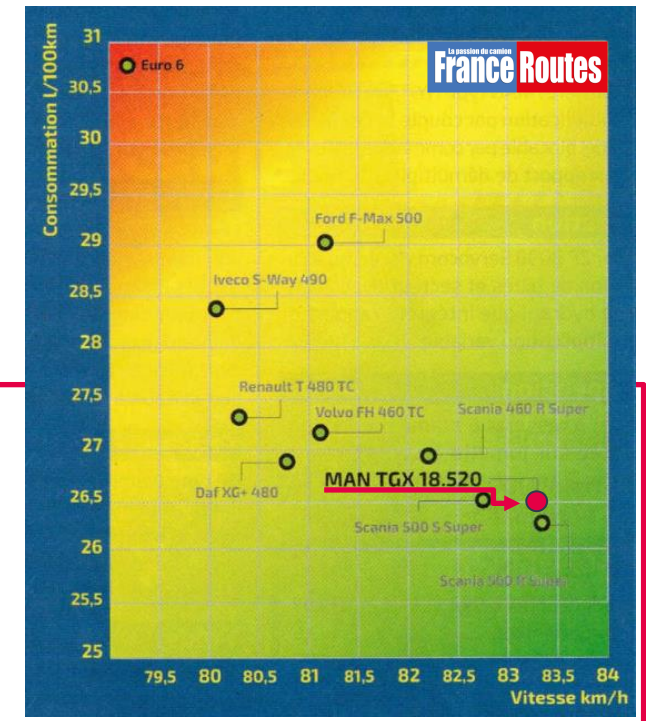 La passion du camion
France Routes
Consommation l/100km
31
30,5
30
29,5
29
28,5
28
27,5
27
26,5
26
25,5
25
Euro 6
Ford F-Max 500
Iveco S-Way 490
Renault T 480 TC
Volvo FH 460 TC
Scania 460 R Super
Daf XG+ 480
MAN TGX 18.520
Scania 500 S Super
Scania 560 R Super
79,5 80 80,5 81 81,5 82 82,5 83 83,5 84
Vitesse km/h